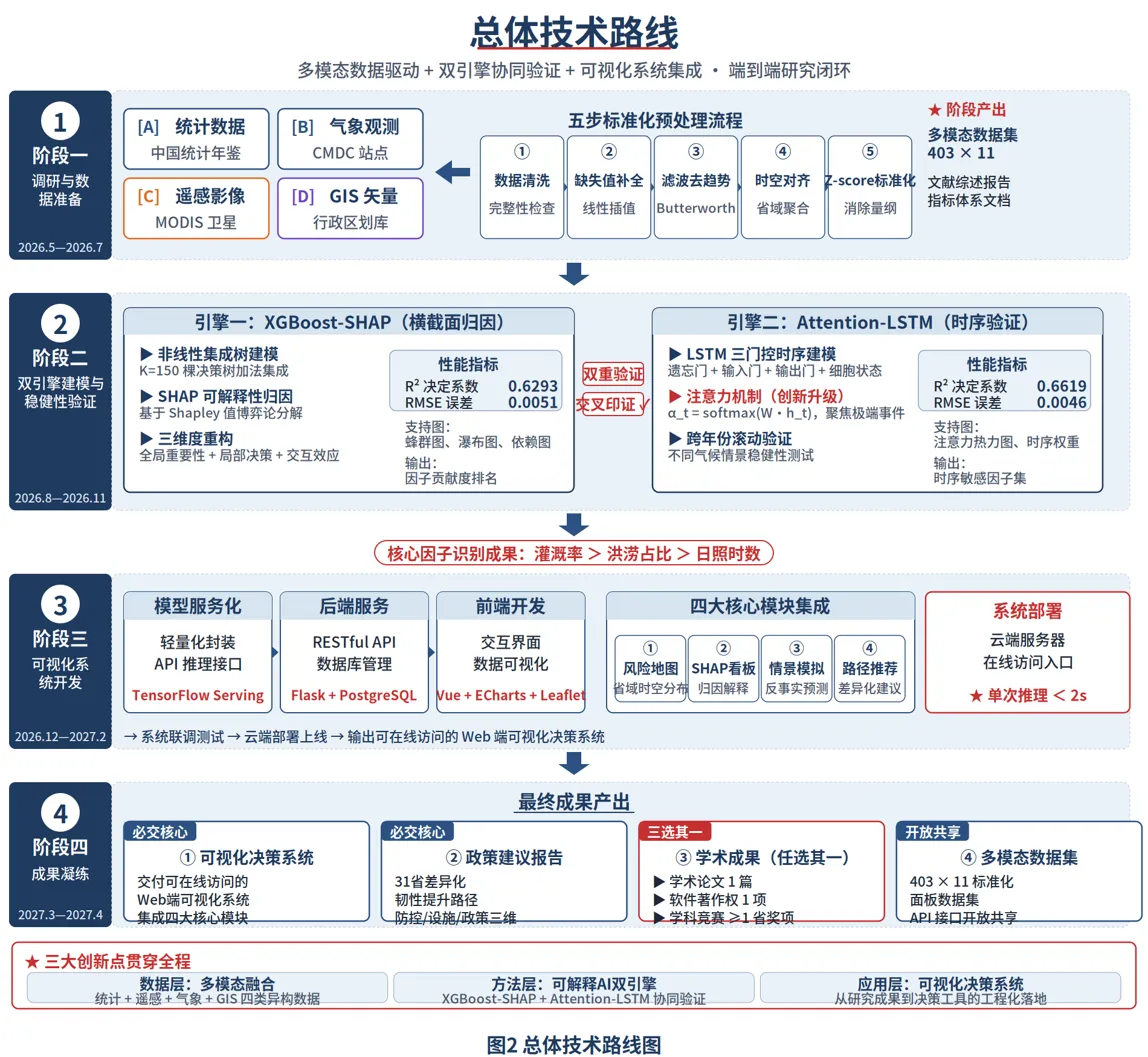 总体技术路线
多模态数据驱动 + 双引擎协同验证 + 可视化系统集成 · 端到端研究闭环
1
阶段一
调研与数
据准备
2026.5—2026.7
[A] 统计数据
中国统计年鉴
[B] 气象观测
CMDC 站点
[C] 遥感影像
MODIS 卫星
[D] GIS 矢量
行政区划库
五步标准化预处理流程
①
数据清洗
完整性检查
②
缺失值补全
线性插值
③
滤波去趋势
Butterworth
④
时空对齐
省域聚合
⑤
Z-score标准化
消除量纲
★ 阶段产出
多模态数据集
403 × 11
文献综述报告
指标体系文档
2
阶段二
双引擎建模与
稳健性验证
2026.8—2026.11
引擎一：XGBoost-SHAP（横截面归因）
▶ 非线性集成树建模
K=150 棵决策树加法集成
▶ SHAP 可解释性归因
基于 Shapley 值博弈论分解
▶ 三维度重构
全局重要性 + 局部决策 + 交互效应
性能指标
R² 决定系数 0.6293
RMSE 误差 0.0051
支持图：
蜂群图、瀑布图、依赖图
输出：
因子贡献度排名
双重验证
交叉印证 ✓
引擎二：Attention-LSTM（时序验证）
▶ LSTM 三门控时序建模
遗忘门 + 输入门 + 输出门 + 细胞状态
▶ 注意力机制（创新升级）
α_t = softmax(W·h_t)，聚焦极端事件
▶ 跨年份滚动验证
不同气候情景稳健性测试
性能指标
R² 决定系数 0.6619
RMSE 误差 0.0046
支持图：
注意力热力图、时序权重
输出：
时序敏感因子集
核心因子识别成果：灌溉率 ＞ 洪涝占比 ＞ 日照时数
3
阶段三
可视化系
统开发
2026.12—2027.2
模型服务化
轻量化封装
API 推理接口
TensorFlow Serving
后端服务
RESTful API
数据库管理
Flask + PostgreSQL
前端开发
交互界面
数据可视化
Vue + ECharts + Leaflet
四大核心模块集成
①
风险地图
省域时空分布
②
SHAP看板
归因解释
③
情景模拟
反事实预测
④
路径推荐
差异化建议
系统部署
云端服务器
在线访问入口
★ 单次推理 ＜ 2s
→ 系统联调测试 → 云端部署上线 → 输出可在线访问的 Web 端可视化决策系统
4
阶段四
成果凝练
2027.3—2027.4
最终成果产出
必交核心
① 可视化决策系统
交付可在线访问的
Web端可视化系统
集成四大核心模块
必交核心
② 政策建议报告
31省差异化
韧性提升路径
防控/设施/政策三维
三选其一
③ 学术成果（任选其一）
▶ 学术论文 1 篇
▶ 软件著作权 1 项
▶ 学科竞赛 ≥1 省奖项
开放共享
④ 多模态数据集
403 × 11 标准化
面板数据集
API 接口开放共享
★ 三大创新点贯穿全程
数据层：多模态融合
统计 + 遥感 + 气象 + GIS 四类异构数据
方法层：可解释AI双引擎
XGBoost-SHAP + Attention-LSTM 协同验证
应用层：可视化决策系统
从研究成果到决策工具的工程化落地
图2 总体技术路线图